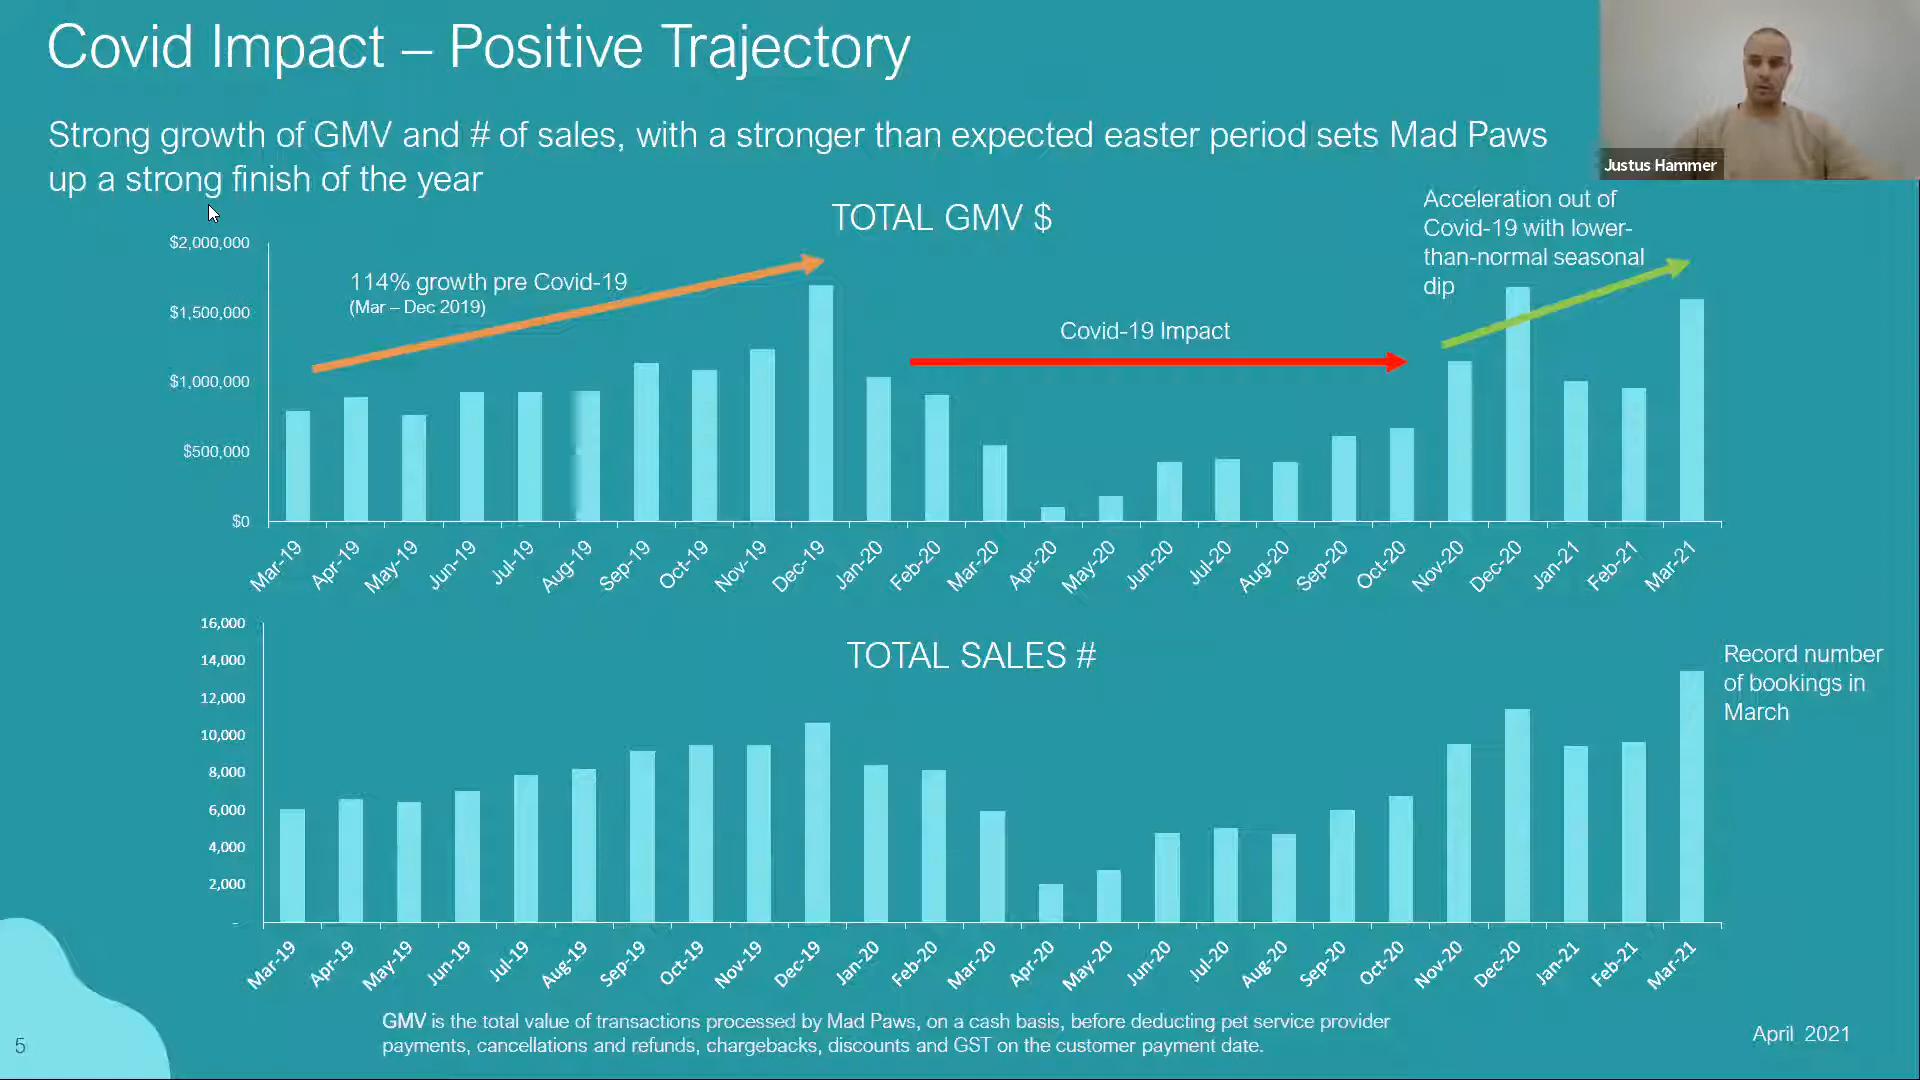 Covid Impact – Positive Trajectory
Justus Hammer
Strong growth of GMV and # of sales, with a stronger than expected easter period sets Mad Paws
up a strong finish of the year
TOTAL GMV $
Acceleration out of
Covid-19 with lower-
than-normal seasonal
dip
114% growth pre Covid-19
(Mar – Dec 2019)
Covid-19 Impact
$2,000,000
$1,500,000
$1,000,000
$500,000
$0
Mar-19 Apr-19 May-19 Jun-19 Jul-19 Aug-19 Sep-19 Oct-19 Nov-19 Dec-19 Jan-20 Feb-20 Mar-20 Apr-20 May-20 Jun-20 Jul-20 Aug-20 Sep-20 Oct-20 Nov-20 Dec-20 Jan-21 Feb-21 Mar-21
TOTAL SALES #
Record number
of bookings in
March
16,000
14,000
12,000
10,000
8,000
6,000
4,000
2,000
-
Mar-19 Apr-19 May-19 Jun-19 Jul-19 Aug-19 Sep-19 Oct-19 Nov-19 Dec-19 Jan-20 Feb-20 Mar-20 Apr-20 May-20 Jun-20 Jul-20 Aug-20 Sep-20 Oct-20 Nov-20 Dec-20 Jan-21 Feb-21 Mar-21
GMV is the total value of transactions processed by Mad Paws, on a cash basis, before deducting pet service provider
payments, cancellations and refunds, chargebacks, discounts and GST on the customer payment date.
April 2021
5